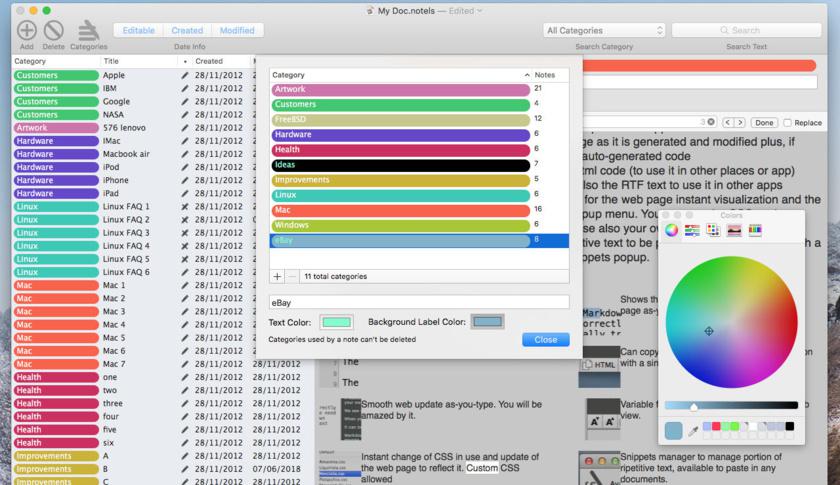 My Doc.notels — Edited
Add Delete Categories
Editable Created Modified
Date Info
All Categories
Search Category
Search
Search Text
Category Title Created
Customers Apple 28/11/2012
Customers IBM 28/11/2012
Customers Google 28/11/2012
Customers NASA 28/11/2012
Artwork 576 lenovo 28/11/2012
Hardware IMac 28/11/2012
Hardware Macbook air 28/11/2012
Hardware iPod 28/11/2012
Hardware iPhone 28/11/2012
Hardware iPad 28/11/2012
Linux Linux FAQ 1 28/11/2012
Linux Linux FAQ 2 28/11/2012
Linux Linux FAQ 3 28/11/2012
Linux Linux FAQ 4 28/11/2012
Linux Linux FAQ 5 28/11/2012
Linux Linux FAQ 6 28/11/2012
Mac Mac 1 28/11/2012
Mac Mac 2 28/11/2012
Mac Mac 3 28/11/2012
Mac Mac 4 28/11/2012
Mac Mac 5 28/11/2012
Mac Mac 6 28/11/2012
Mac Mac 7 28/11/2012 28/11/2012
Health one 28/11/2012 28/11/2012
Health two 28/11/2012 28/11/2012
Health three 28/11/2012 28/11/2012
Health four 28/11/2012 28/11/2012
Health five 28/11/2012 28/11/2012
Health six 28/11/2012 28/11/2012
Improvements A 28/11/2012 28/11/2012
Improvements B 28/11/2012 07/06/2018
Improvements C 28/11/2012 28/11/2012
Category Notes
Artwork 21
Customers 4
FreeBSD 12
Hardware 6
Health 6
Ideas 7
Improvements 5
Linux 6
Mac 16
Windows 6
eBay 8
+ − 11 total categories
eBay
Text Color: Background Label Color:
Categories used by a note can't be deleted
Close
3 < > Done Replace
ge as it is generated and modified plus, if
auto-generated code
tml code (to use it in other places or app)
lso the RTF text to use it in other apps
for the web page instant visualization and the
pup menu. You
se also your ov
tive text to be p
h a
ppets popup.
Colors
Shows th
page as-y
Markdow
orrectl
Can copy
with a sin
HTML
7
8
9
The
The
Smooth web update as-you-type. You will be
amazed by it.
Variable f
view.
Instant change of CSS in use and update of
the web page to reflect it. Custom CSS
allowed
Snippets manager to manage portion of
ripetitive text, available to paste in any
documents.